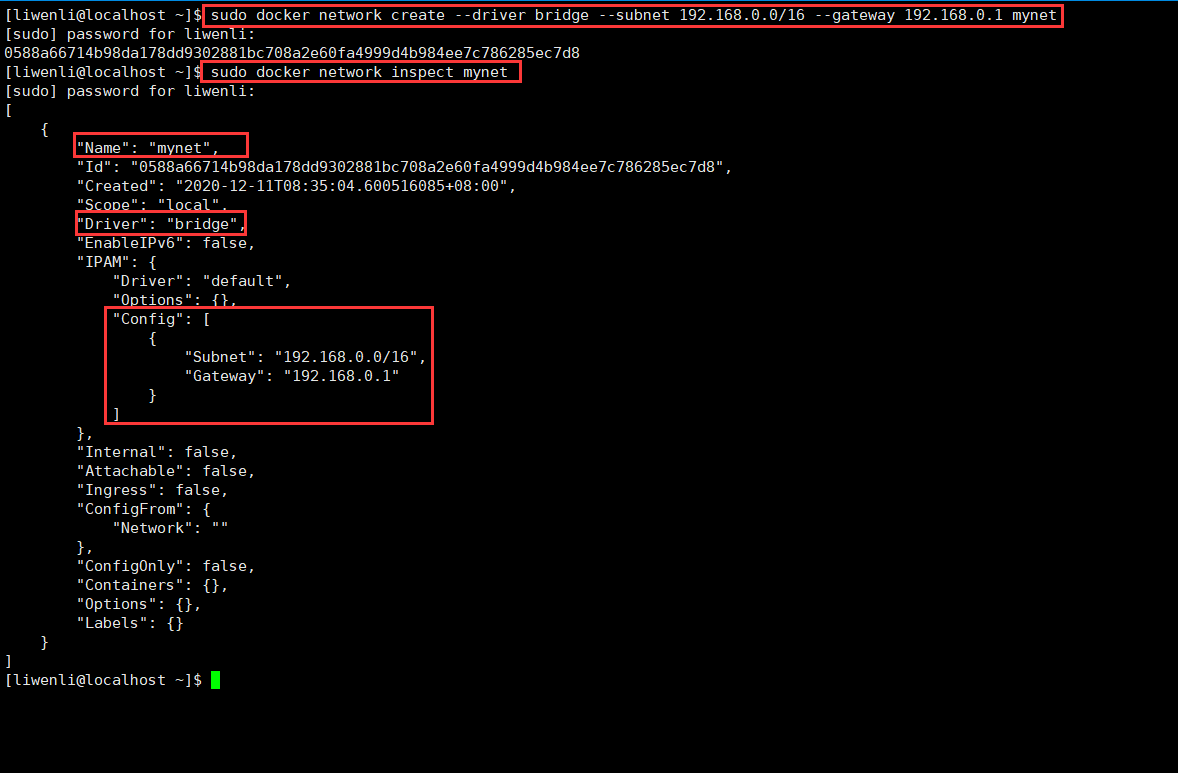 [liwenli@localhost ~]$ sudo docker network create --driver bridge --subnet 192.168.0.0/16 --gateway 192.168.0.1 mynet
[sudo] password for liwenli:
0588a66714b98da178dd9302881bc708a2e60fa4999d4b984ee7c786285ec7d8
[liwenli@localhost ~]$ sudo docker network inspect mynet
[sudo] password for liwenli:
[
    {
        "Name": "mynet",
        "Id": "0588a66714b98da178dd9302881bc708a2e60fa4999d4b984ee7c786285ec7d8",
        "Created": "2020-12-11T08:35:04.600516085+08:00",
        "Scope": "local",
        "Driver": "bridge",
        "EnableIPv6": false,
        "IPAM": {
            "Driver": "default",
            "Options": {},
            "Config": [
                {
                    "Subnet": "192.168.0.0/16",
                    "Gateway": "192.168.0.1"
                }
            ]
        },
        "Internal": false,
        "Attachable": false,
        "Ingress": false,
        "ConfigFrom": {
            "Network": ""
        },
        "ConfigOnly": false,
        "Containers": {},
        "Options": {},
        "Labels": {}
    }
]
[liwenli@localhost ~]$